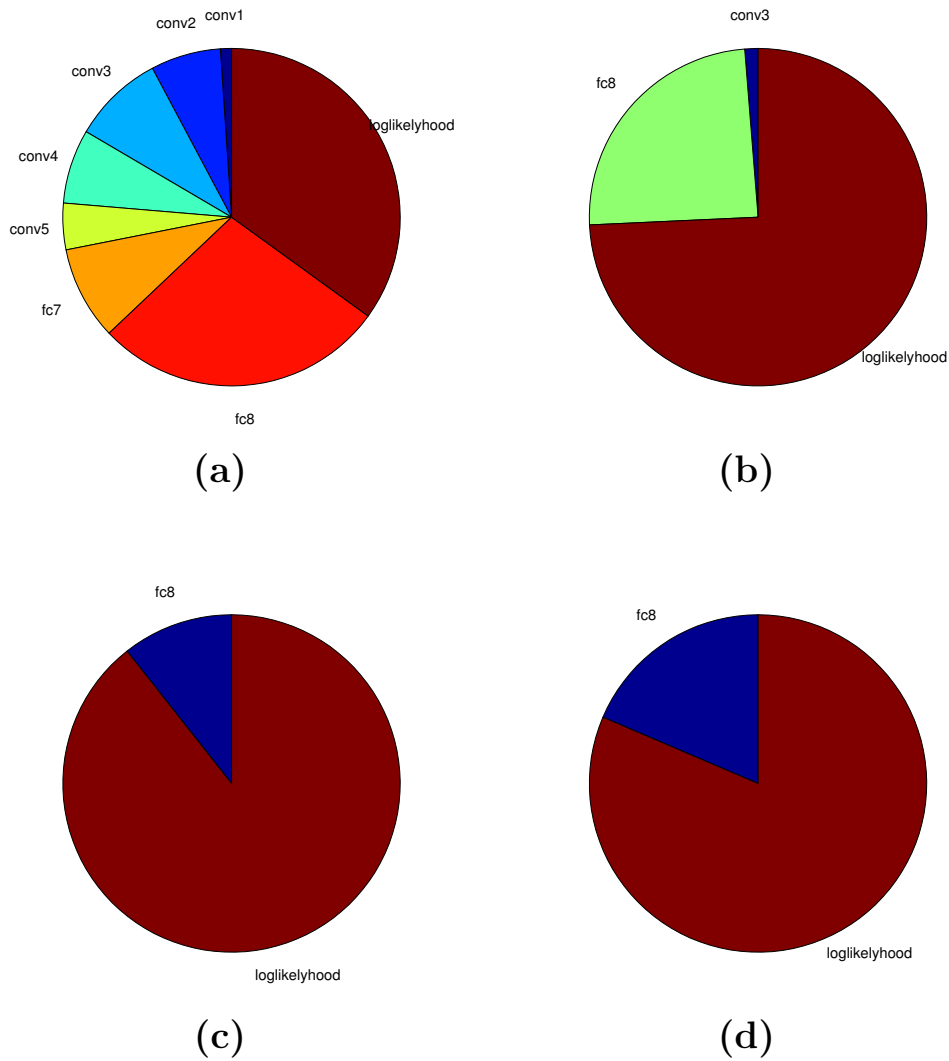 conv2
conv1
conv3
loglikelyhood
conv4
conv5
fc7
fc8
(a)
conv3
fc8
loglikelyhood
(b)
fc8
loglikelyhood
(c)
fc8
loglikelyhood
(d)